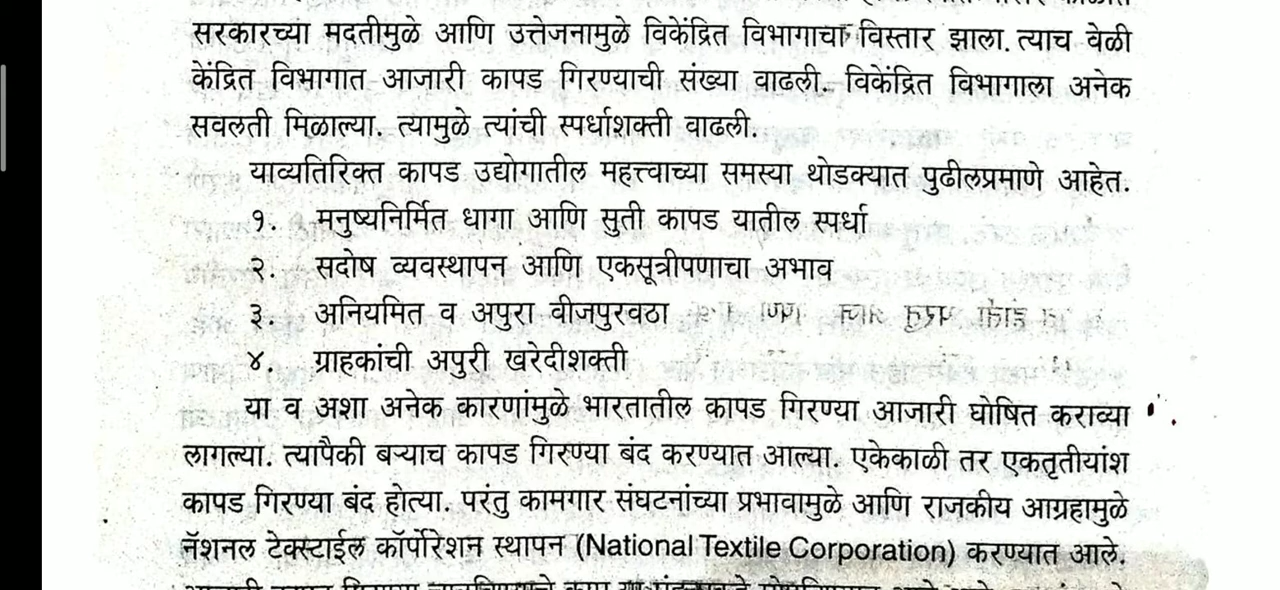 सरकारच्या मदतीमुळे आणि उत्तेजनामुळे विकेंद्रित विभागाचा विस्तार झाला. त्याच वेळी
केंद्रित विभागात आजारी कापड गिरण्याची संख्या वाढली. विकेंद्रित विभागाला अनेक
सवलती मिळाल्या. त्यामुळे त्यांची स्पर्धाशक्ती वाढली.
याव्यतिरिक्त कापड उद्योगातील महत्त्वाच्या समस्या थोडक्यात पुढीलप्रमाणे आहेत.
१. मनुष्यनिर्मित धागा आणि सुती कापड यातील स्पर्धा
२. सदोष व्यवस्थापन आणि एकसूत्रीपणाचा अभाव
३. अनियमित व अपुरा वीजपुरवठा
४. ग्राहकांची अपुरी खरेदीशक्ती
या व अशा अनेक कारणांमुळे भारतातील कापड गिरण्या आजारी घोषित कराव्या
लागल्या. त्यापैकी बऱ्याच कापड गिरण्या बंद करण्यात आल्या. एकेकाळी तर एकतृतीयांश
कापड गिरण्या बंद होत्या. परंतु कामगार संघटनांच्या प्रभावामुळे आणि राजकीय आग्रहामुळे
नॅशनल टेक्स्टाईल कॉर्पोरेशन स्थापन (National Textile Corporation) करण्यात आले.